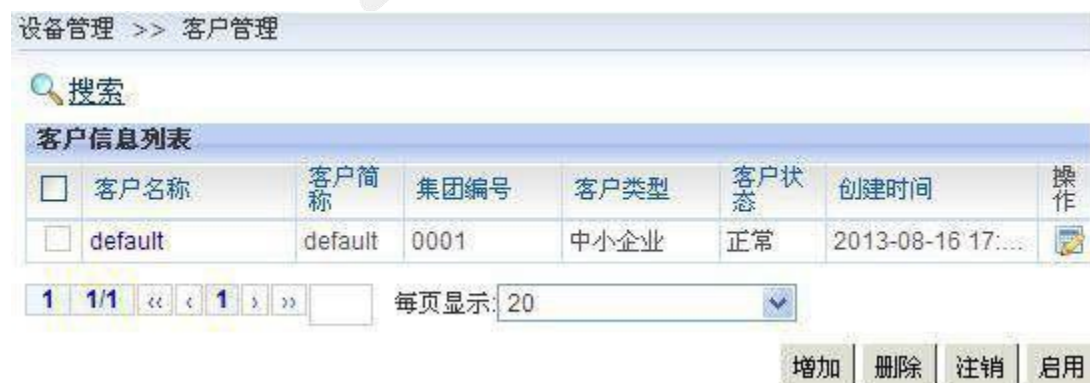 设备管理 >> 客户管理
搜索
客户信息列表
客户名称 客户简称 集团编号 客户类型 客户状态 创建时间 操作
default default 0001 中小企业 正常 2013-08-16 17:...
1 1/1 « ‹ 1 › » 每页显示: 20
增加 删除 注销 启用